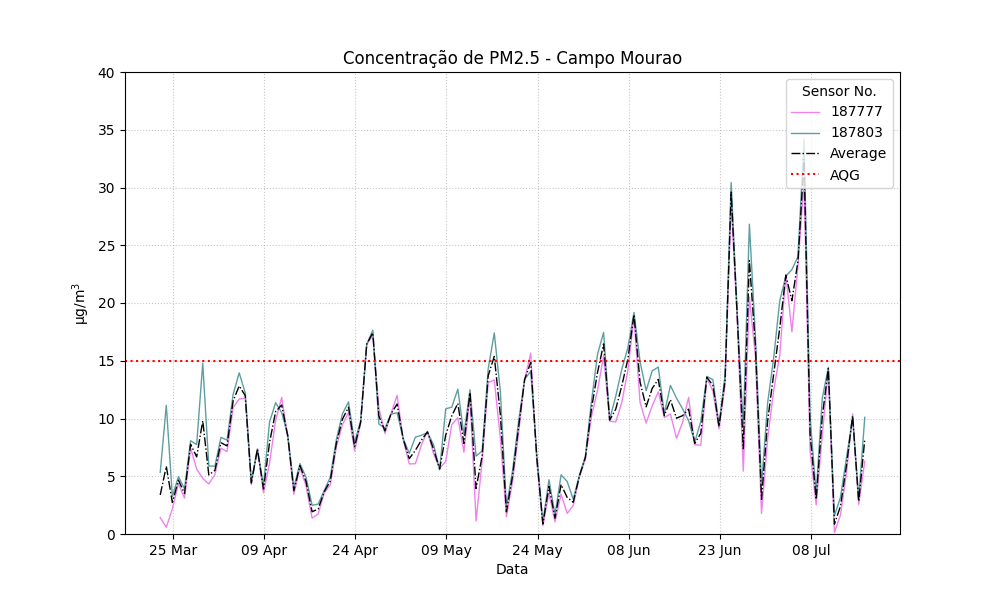 Concentração de PM2.5 - Campo Mourao
Sensor No.
187777
187803
Average
AQG
40
35
30
25
20
15
10
5
0
µg/m³
25 Mar
09 Apr
24 Apr
09 May
24 May
08 Jun
23 Jun
08 Jul
Data